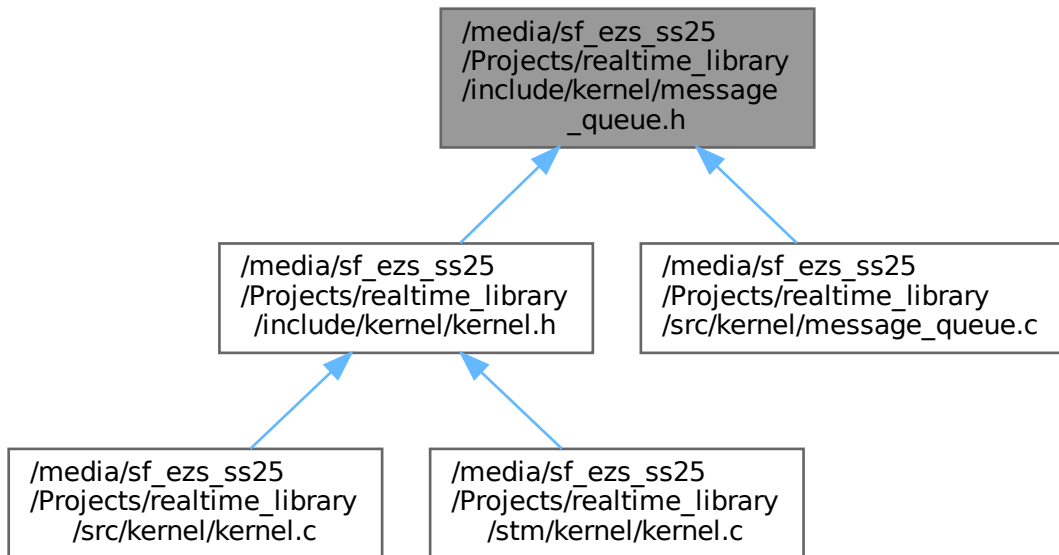 /media/sf_ezs_ss25
/Projects/realtime_library
/include/kernel/message
_queue.h
/media/sf_ezs_ss25
/Projects/realtime_library
/include/kernel/kernel.h
/media/sf_ezs_ss25
/Projects/realtime_library
/src/kernel/message_queue.c
/media/sf_ezs_ss25
/Projects/realtime_library
/src/kernel/kernel.c
/media/sf_ezs_ss25
/Projects/realtime_library
/stm/kernel/kernel.c